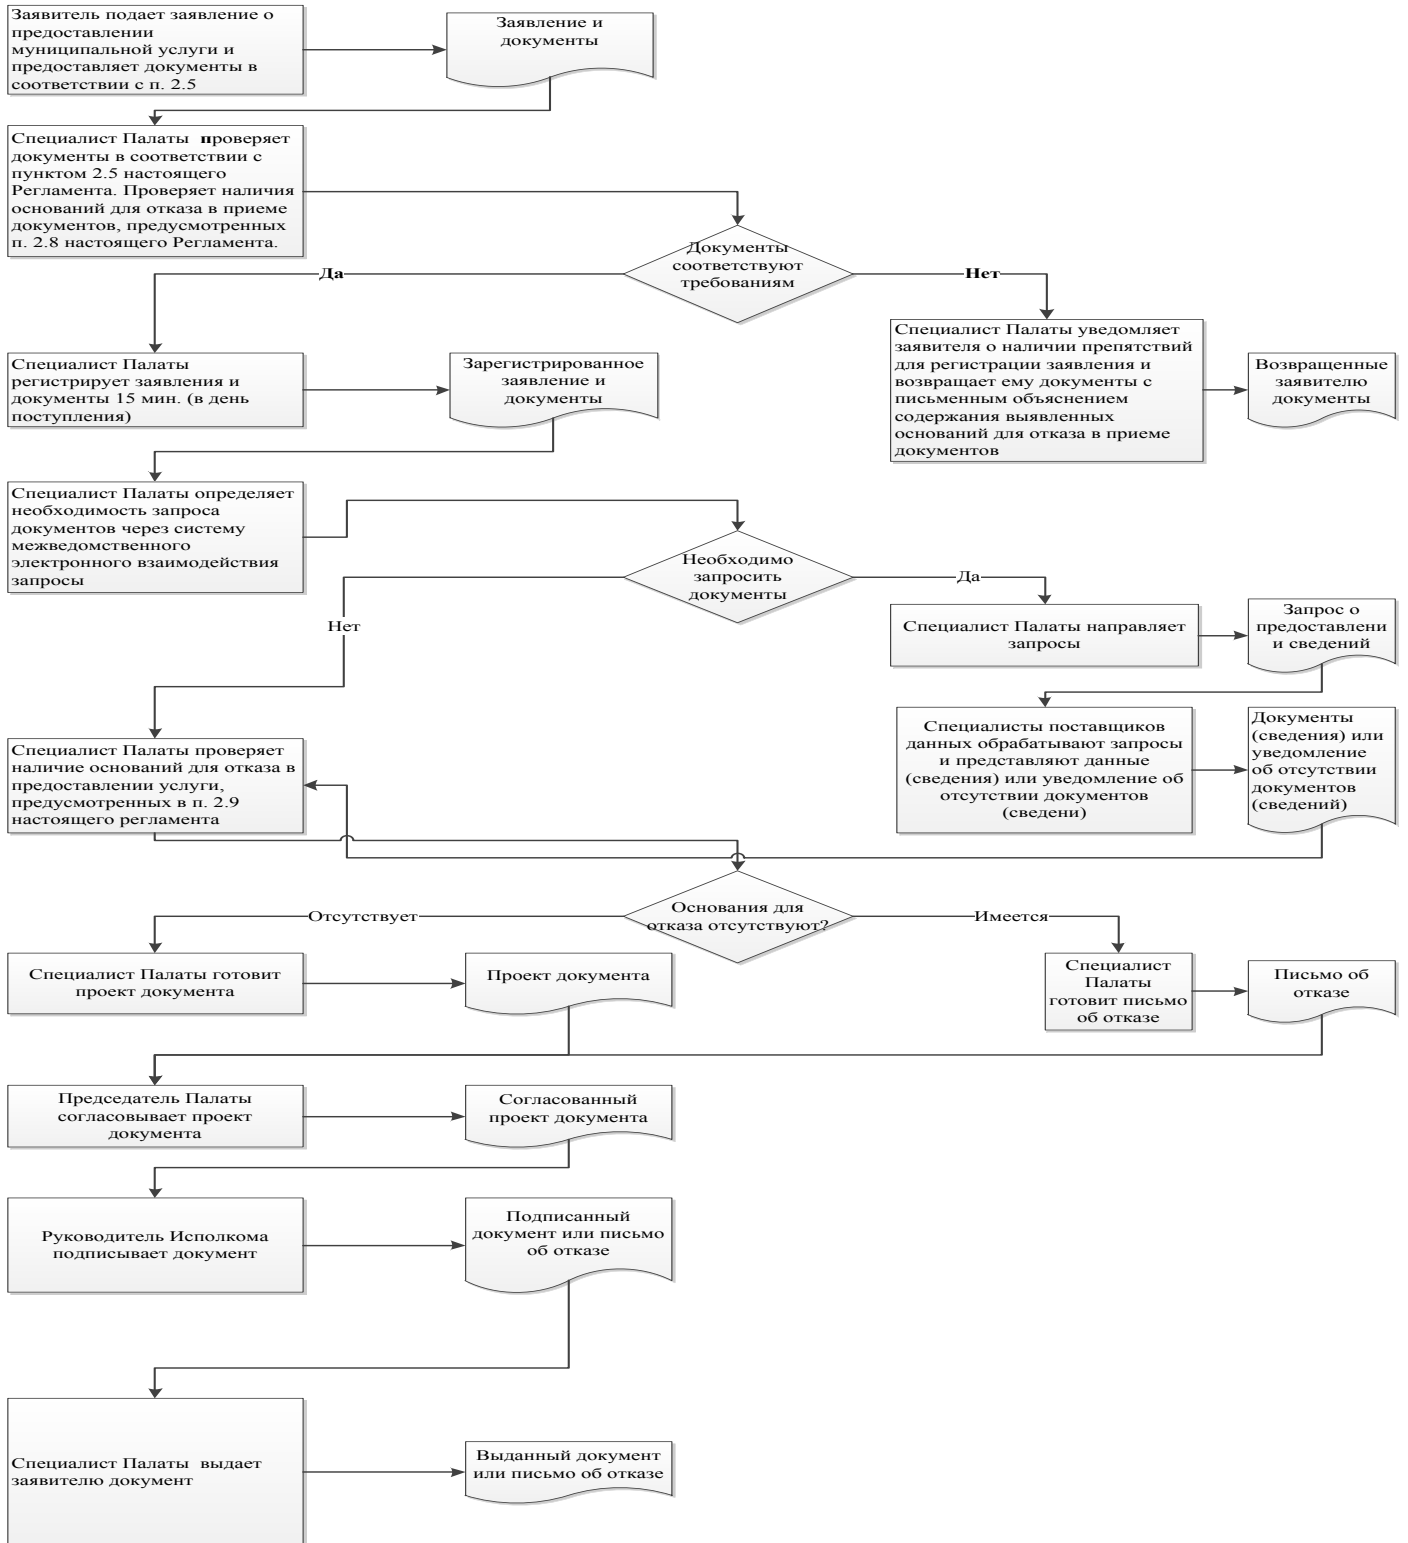 Заявитель подает заявление о
предоставлении
муниципальной услуги и
предоставляет документы в
соответствии с п. 2.5
Заявление и
документы
Специалист Палаты  проверяет
документы в соответствии с
пунктом 2.5 настоящего
Регламента. Проверяет наличия
оснований для отказа в приеме
документов, предусмотренных
п. 2.8 настоящего Регламента.
Документы
соответствуют
требованиям
Да
Нет
Специалист Палаты
регистрирует заявления и
документы 15 мин. (в день
поступления)
Зарегистрированное
заявление и
документы
Специалист Палаты уведомляет
заявителя о наличии препятствий
для регистрации заявления и
возвращает ему документы с
письменным объяснением
содержания выявленных
оснований для отказа в приеме
документов
Возвращенные
заявителю
документы
Специалист Палаты определяет
необходимость запроса
документов через систему
межведомственного
электронного взаимодействия
запросы
Необходимо
запросить
документы
Да
Нет
Специалист Палаты направляет
запросы
Запрос о
предоставлени
и сведений
Специалист Палаты проверяет
наличие оснований для отказа в
предоставлении услуги,
предусмотренных в п. 2.9
настоящего регламента
Специалисты поставщиков
данных обрабатывают запросы
и представляют данные
(сведения) или уведомление об
отсутствии документов
(сведени)
Документы
(сведения) или
уведомление
об отсутствии
документов
(сведений)
Основания для
отказа отсутствуют?
Отсутствует
Имеется
Специалист Палаты готовит
проект документа
Проект документа
Специалист
Палаты
готовит письмо
об отказе
Письмо об
отказе
Председатель Палаты
согласовывает проект
документа
Согласованный
проект документа
Руководитель Исполкома
подписывает документ
Подписанный
документ или письмо
об отказе
Специалист Палаты  выдает
заявителю документ
Выданный документ
или письмо об отказе